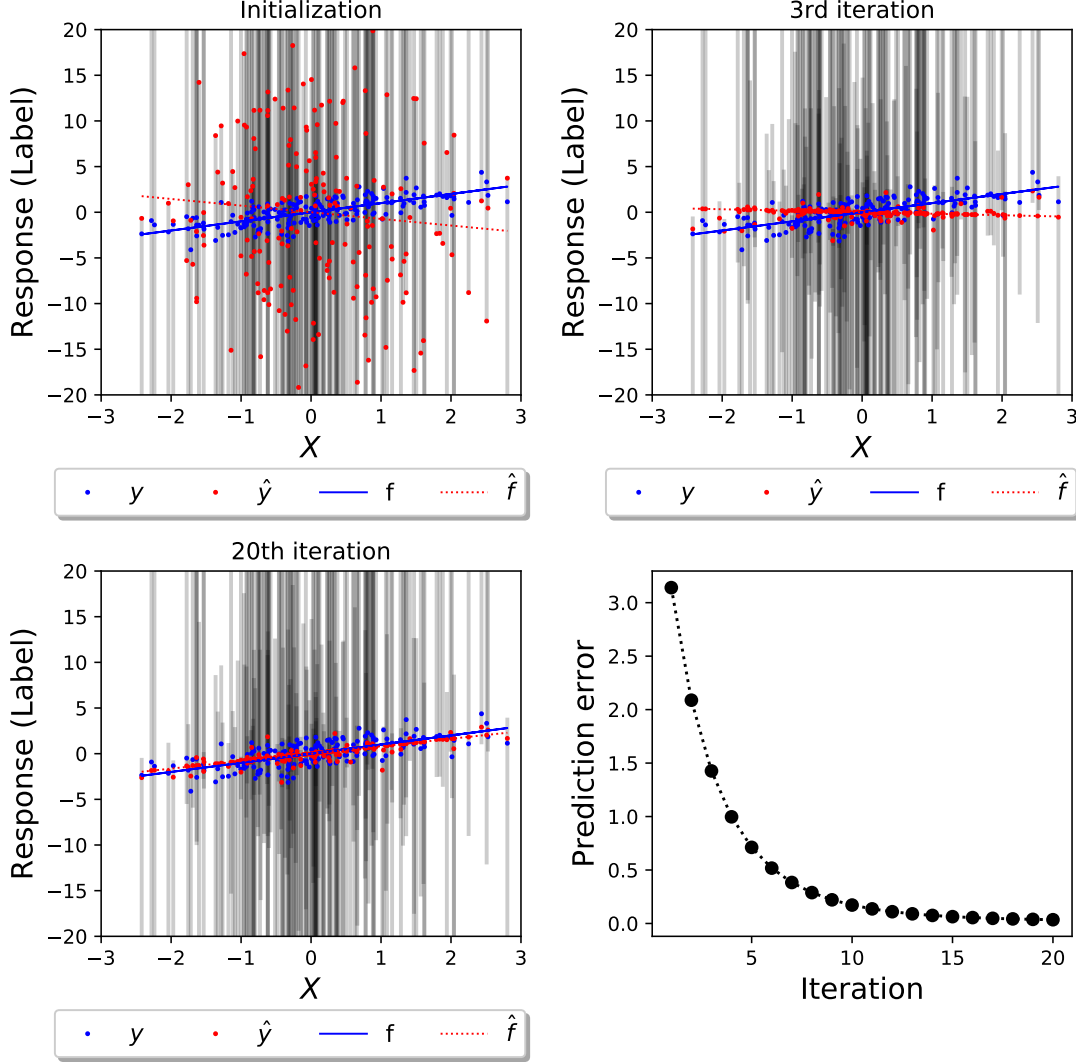 Initialization
3rd iteration
Response (Label)
20
15
10
5
0
−5
−10
−15
−20
−3
−2
−1
0
1
2
3
X
y
ŷ
f
f̂
Response (Label)
20
15
10
5
0
−5
−10
−15
−20
−3
−2
−1
0
1
2
3
X
y
ŷ
f
f̂
20th iteration
Response (Label)
20
15
10
5
0
−5
−10
−15
−20
−3
−2
−1
0
1
2
3
X
y
ŷ
f
f̂
Prediction error
3.0
2.5
2.0
1.5
1.0
0.5
0.0
5
10
15
20
Iteration